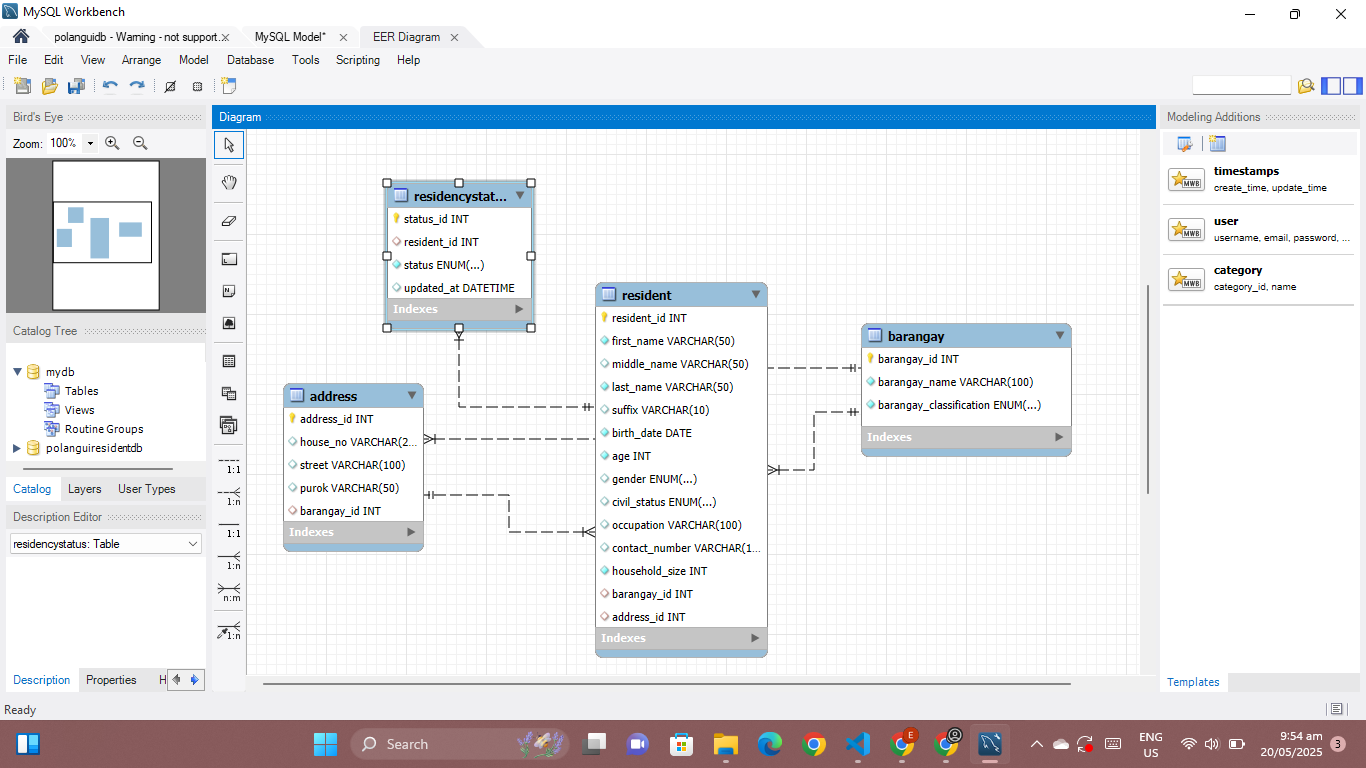 MySQL Workbench
polanguidb - Warning - not support...
MySQL Model*
EER Diagram
File Edit View Arrange Model Database Tools Scripting Help
Bird's Eye
Zoom: 100%
Catalog Tree
mydb
Tables
Views
Routine Groups
polanguiresidentdb
Catalog Layers User Types
Description Editor
residencystatus: Table
Description Properties H
Ready
Diagram
1:1
1:n
1:1
1:n
n:m
1:n
residencystat...
status_id INT
resident_id INT
status ENUM(...)
updated_at DATETIME
Indexes
address
address_id INT
house_no VARCHAR(2...
street VARCHAR(100)
purok VARCHAR(50)
barangay_id INT
Indexes
resident
resident_id INT
first_name VARCHAR(50)
middle_name VARCHAR(50)
last_name VARCHAR(50)
suffix VARCHAR(10)
birth_date DATE
age INT
gender ENUM(...)
civil_status ENUM(...)
occupation VARCHAR(100)
contact_number VARCHAR(1...
household_size INT
barangay_id INT
address_id INT
Indexes
barangay
barangay_id INT
barangay_name VARCHAR(100)
barangay_classification ENUM(...)
Indexes
Modeling Additions
MWB
timestamps
create_time, update_time
MWB
user
username, email, password, ...
MWB
category
category_id, name
Templates
Search
E
ENG
US
9:54 am
20/05/2025
3